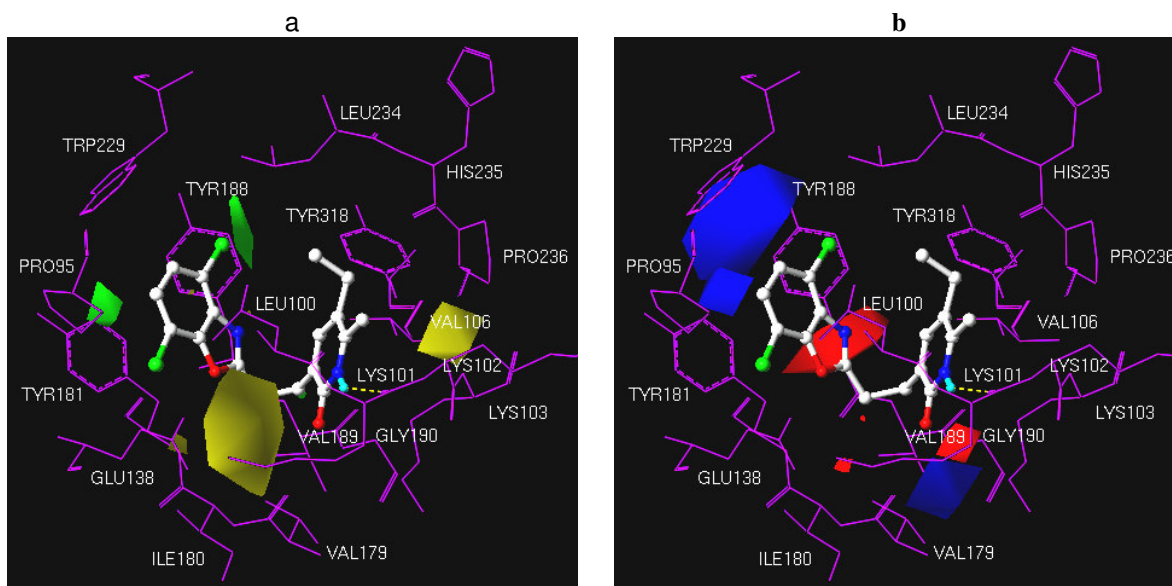 a
LEU234
TRP229
HIS235
TYR188
TYR318
PRO95
PRO236
LEU100
VAL106
LYS101
LYS102
TYR181
LYS103
VAL189
GLY190
GLU138
VAL179
ILE180
b
LEU234
TRP229
HIS235
TYR188
TYR318
PRO95
PRO236
LEU100
VAL106
LYS101
LYS102
TYR181
LYS103
VAL189
GLY190
GLU138
VAL179
ILE180